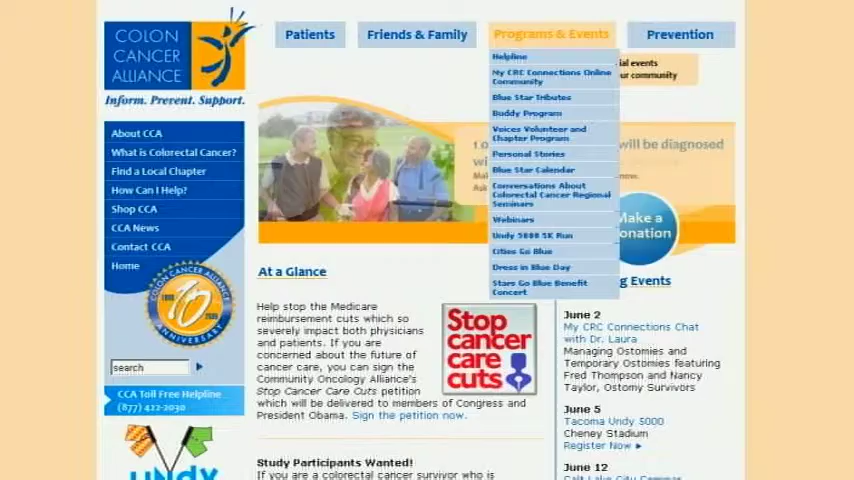 COLON
CANCER
ALLIANCE
Inform. Prevent. Support.
Patients
Friends & Family
Programs & Events
Prevention
Helpline
My CRC Connections Online
Community
Blue Star Tributes
Buddy Program
Voices Volunteer and
Chapter Program
Personal Stories
Blue Star Calendar
Conversations About
Colorectal Cancer Regional
Seminars
Webinars
Undy 5000 5K Run
Cities Go Blue
Dress in Blue Day
Stars Go Blue Benefit
Concert
ial events
ur community
will be diagnosed
Make a
onation
About CCA
What is Colorectal Cancer?
Find a Local Chapter
How Can I Help?
Shop CCA
CCA News
Contact CCA
Home
COLON CANCER ALLIANCE
10
ANNIVERSARY
search
CCA Toll Free Helpline
(877) 422-2030
UNDY
At a Glance
Help stop the Medicare
reimbursement cuts which so
severely impact both physicians
and patients. If you are
concerned about the future of
cancer care, you can sign the
Community Oncology Alliance's
Stop Cancer Care Cuts petition
which will be delivered to members of Congress and
President Obama. Sign the petition now.
Stop
cancer
care
cuts
Study Participants Wanted!
If you are a colorectal cancer survivor who is
g Events
June 2
My CRC Connections Chat
with Dr. Laura
Managing Ostomies and
Temporary Ostomies featuring
Fred Thompson and Nancy
Taylor, Ostomy Survivors
June 5
Tacoma Undy 5000
Cheney Stadium
Register Now
June 12
Salt Lake City Seminar